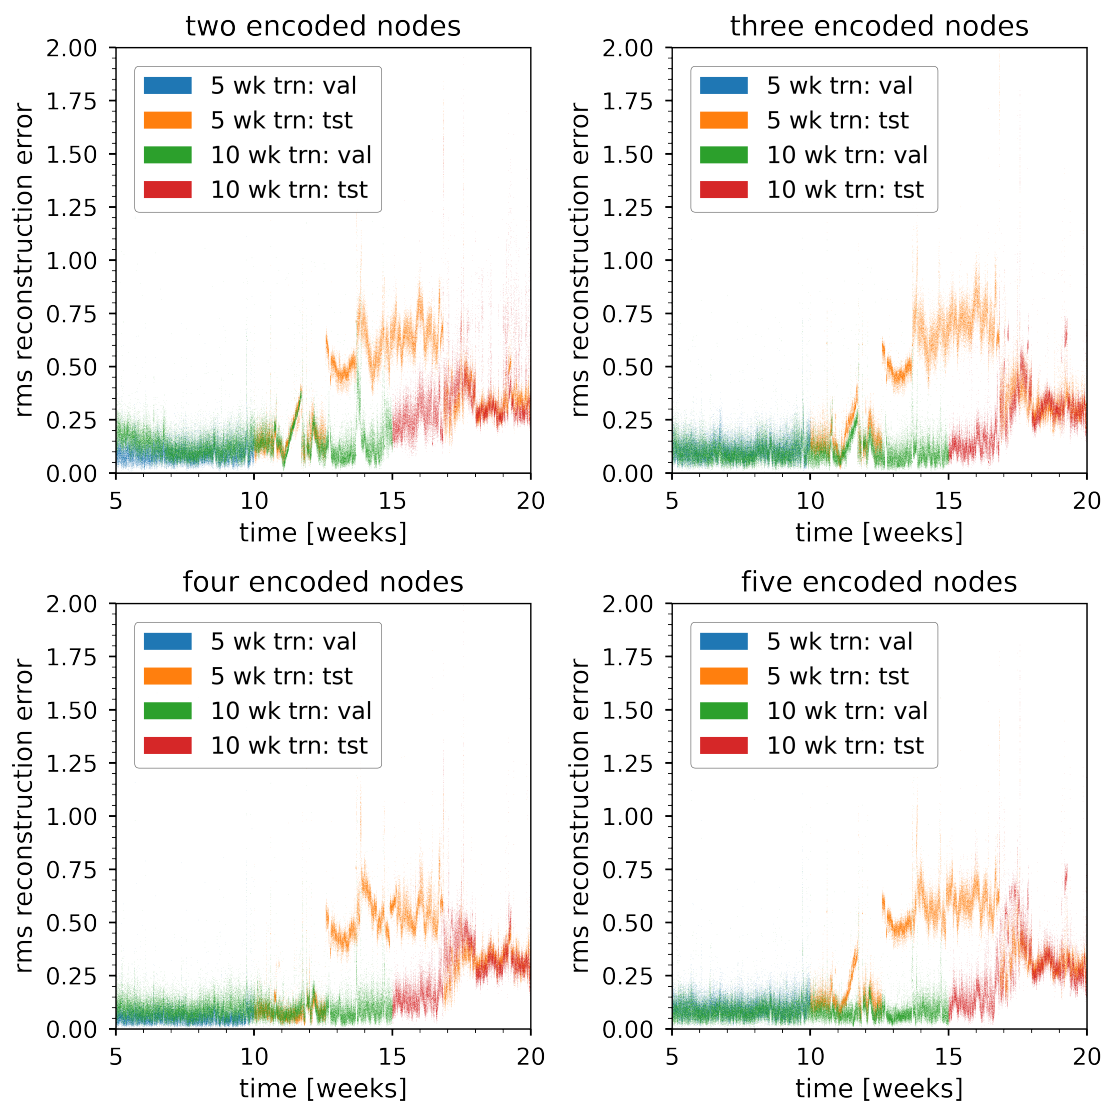 two encoded nodes
rms reconstruction error
2.00
1.75
1.50
1.25
1.00
0.75
0.50
0.25
0.00
5 wk trn: val
5 wk trn: tst
10 wk trn: val
10 wk trn: tst
5 10 15 20
time [weeks]
three encoded nodes
rms reconstruction error
2.00
1.75
1.50
1.25
1.00
0.75
0.50
0.25
0.00
5 wk trn: val
5 wk trn: tst
10 wk trn: val
10 wk trn: tst
5 10 15 20
time [weeks]
four encoded nodes
rms reconstruction error
2.00
1.75
1.50
1.25
1.00
0.75
0.50
0.25
0.00
5 wk trn: val
5 wk trn: tst
10 wk trn: val
10 wk trn: tst
5 10 15 20
time [weeks]
five encoded nodes
rms reconstruction error
2.00
1.75
1.50
1.25
1.00
0.75
0.50
0.25
0.00
5 wk trn: val
5 wk trn: tst
10 wk trn: val
10 wk trn: tst
5 10 15 20
time [weeks]